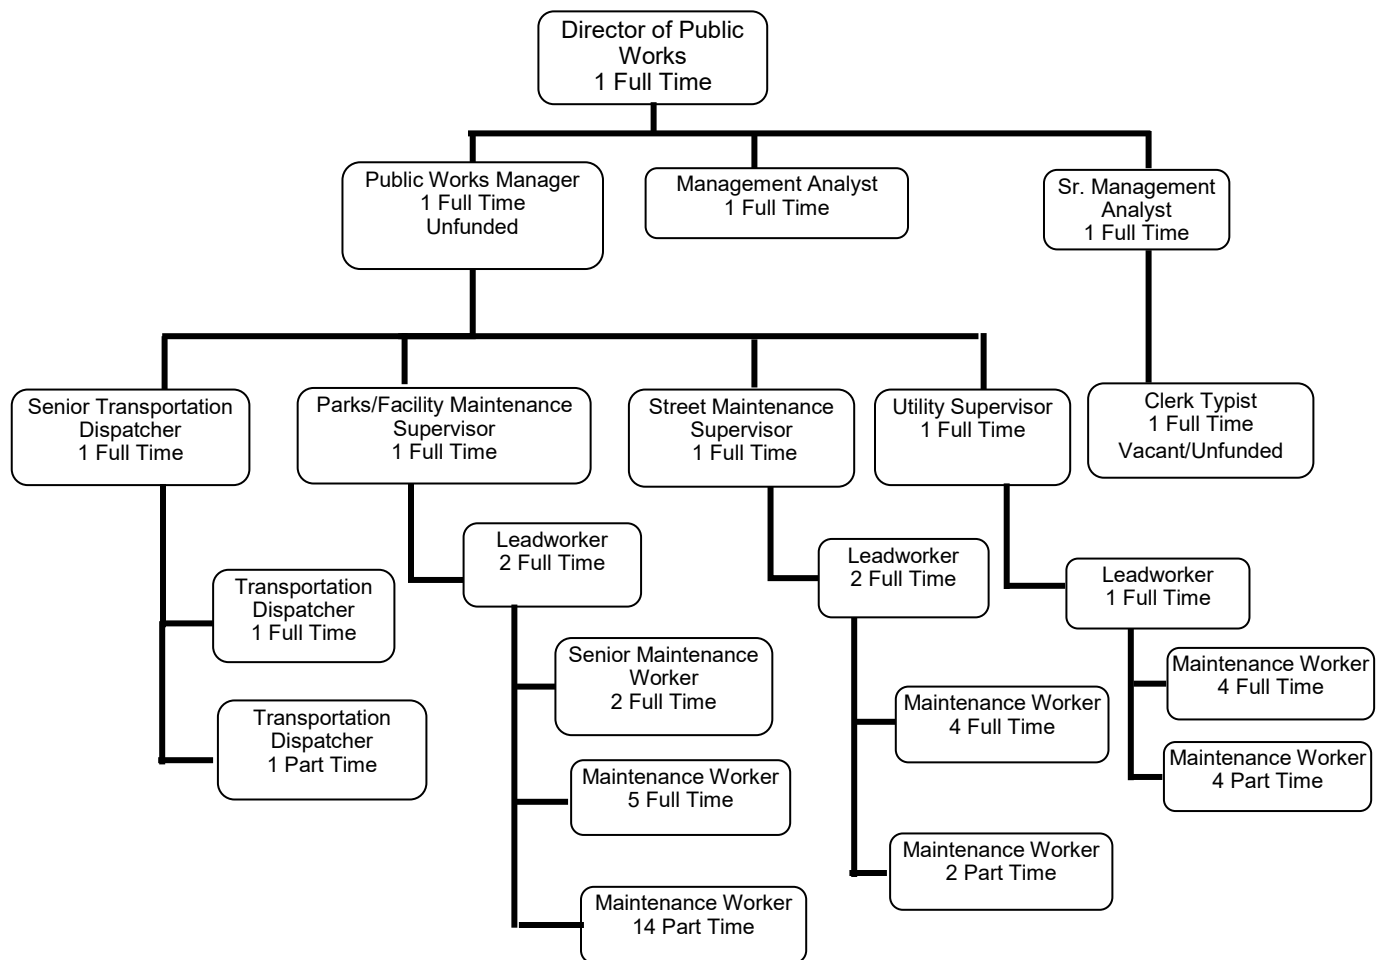 Director of Public
Works
1 Full Time
Public Works Manager
1 Full Time
Unfunded
Management Analyst
1 Full Time
Sr. Management
Analyst
1 Full Time
Senior Transportation
Dispatcher
1 Full Time
Parks/Facility Maintenance
Supervisor
1 Full Time
Street Maintenance
Supervisor
1 Full Time
Utility Supervisor
1 Full Time
Clerk Typist
1 Full Time
Vacant/Unfunded
Transportation
Dispatcher
1 Full Time
Transportation
Dispatcher
1 Part Time
Leadworker
2 Full Time
Senior Maintenance
Worker
2 Full Time
Maintenance Worker
5 Full Time
Maintenance Worker
14 Part Time
Leadworker
2 Full Time
Maintenance Worker
4 Full Time
Maintenance Worker
2 Part Time
Leadworker
1 Full Time
Maintenance Worker
4 Full Time
Maintenance Worker
4 Part Time